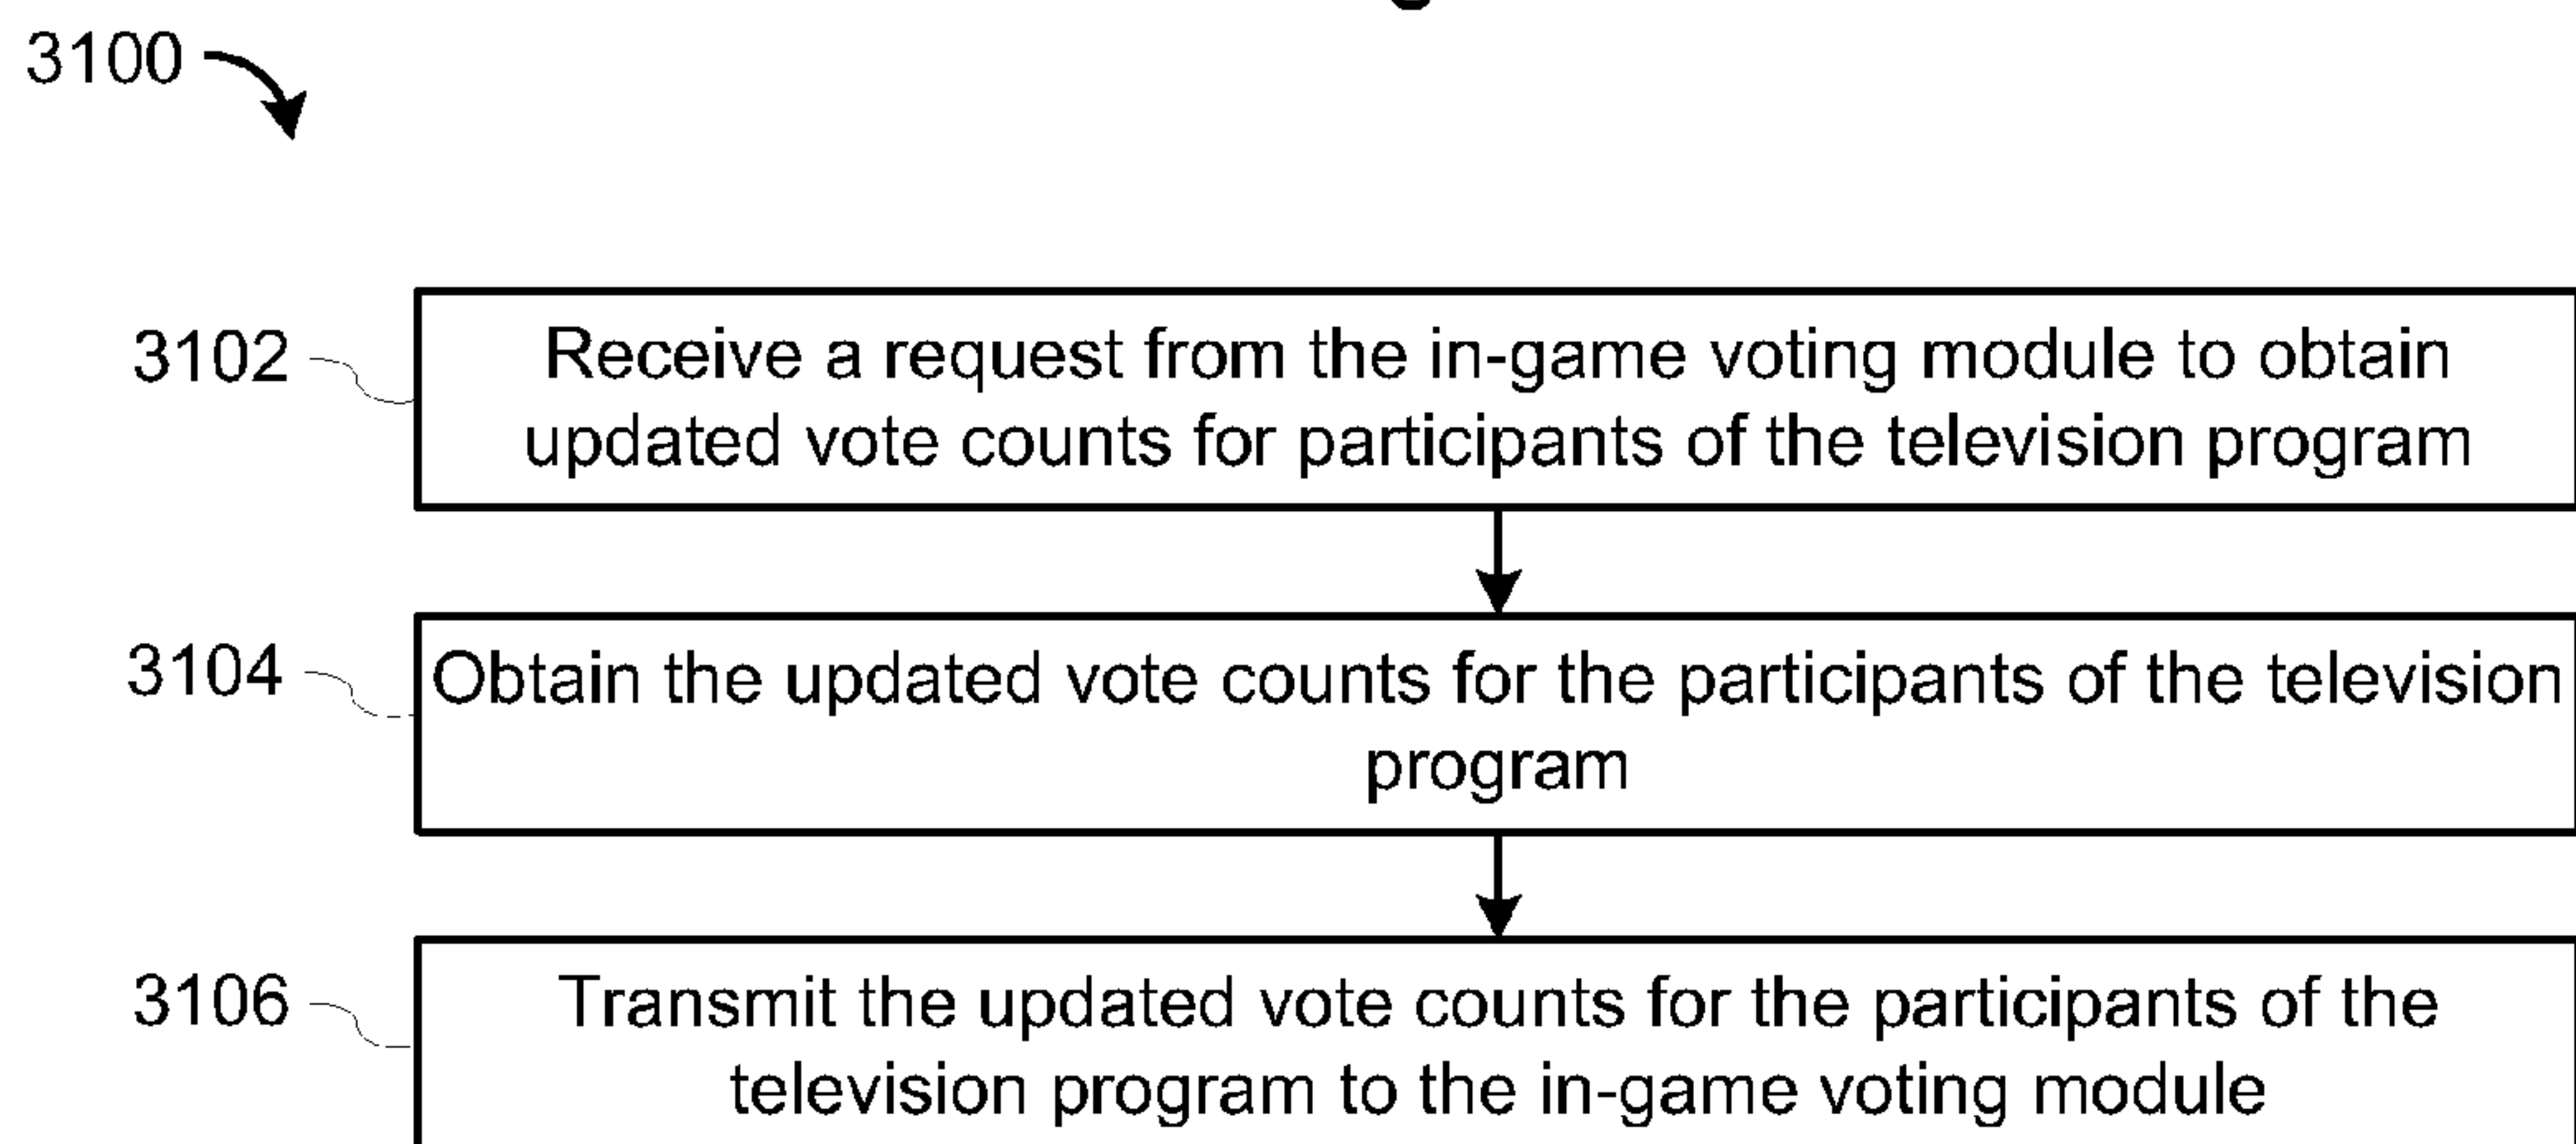 3100
3102
Receive a request from the in-game voting module to obtain
updated vote counts for participants of the television program
3104
Obtain the updated vote counts for the participants of the television
program
3106
Transmit the updated vote counts for the participants of the
television program to the in-game voting module